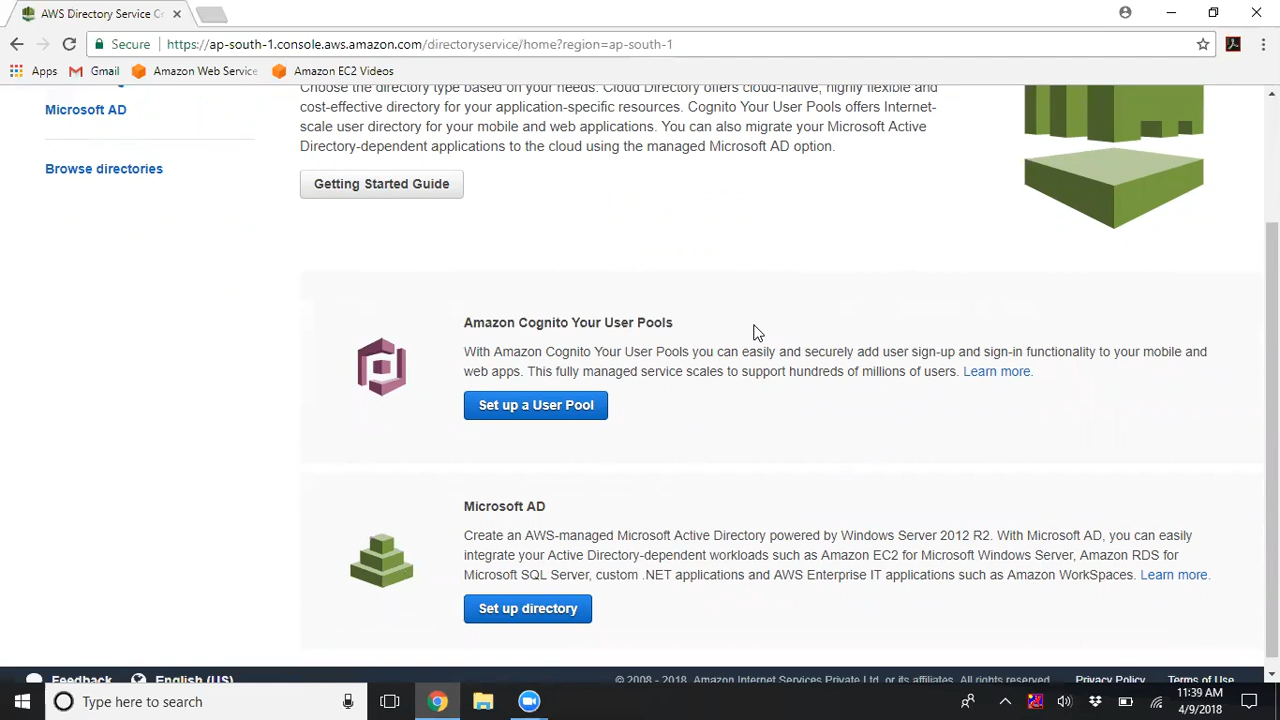 AWS Directory Service Co
Secure
https://ap-south-1.console.aws.amazon.com/directoryservice/home?region=ap-south-1
Apps
Gmail
Amazon Web Service
Amazon EC2 Videos
Microsoft AD
Browse directories
Choose the directory type based on your needs. Cloud Directory offers cloud-native, highly flexible and
cost-effective directory for your application-specific resources. Cognito Your User Pools offers Internet-
scale user directory for your mobile and web applications. You can also migrate your Microsoft Active
Directory-dependent applications to the cloud using the managed Microsoft AD option.
Getting Started Guide
Amazon Cognito Your User Pools
With Amazon Cognito Your User Pools you can easily and securely add user sign-up and sign-in functionality to your mobile and
web apps. This fully managed service scales to support hundreds of millions of users. Learn more.
Set up a User Pool
Microsoft AD
Create an AWS-managed Microsoft Active Directory powered by Windows Server 2012 R2. With Microsoft AD, you can easily
integrate your Active Directory-dependent workloads such as Amazon EC2 for Microsoft Windows Server, Amazon RDS for
Microsoft SQL Server, custom .NET applications and AWS Enterprise IT applications such as Amazon WorkSpaces. Learn more.
Set up directory
Feedback
English (US)
© 2008 - 2018, Amazon Internet Services Private Ltd. or its affiliates. All rights reserved.
Privacy Policy
Terms of Use
Type here to search
11:39 AM
4/9/2018